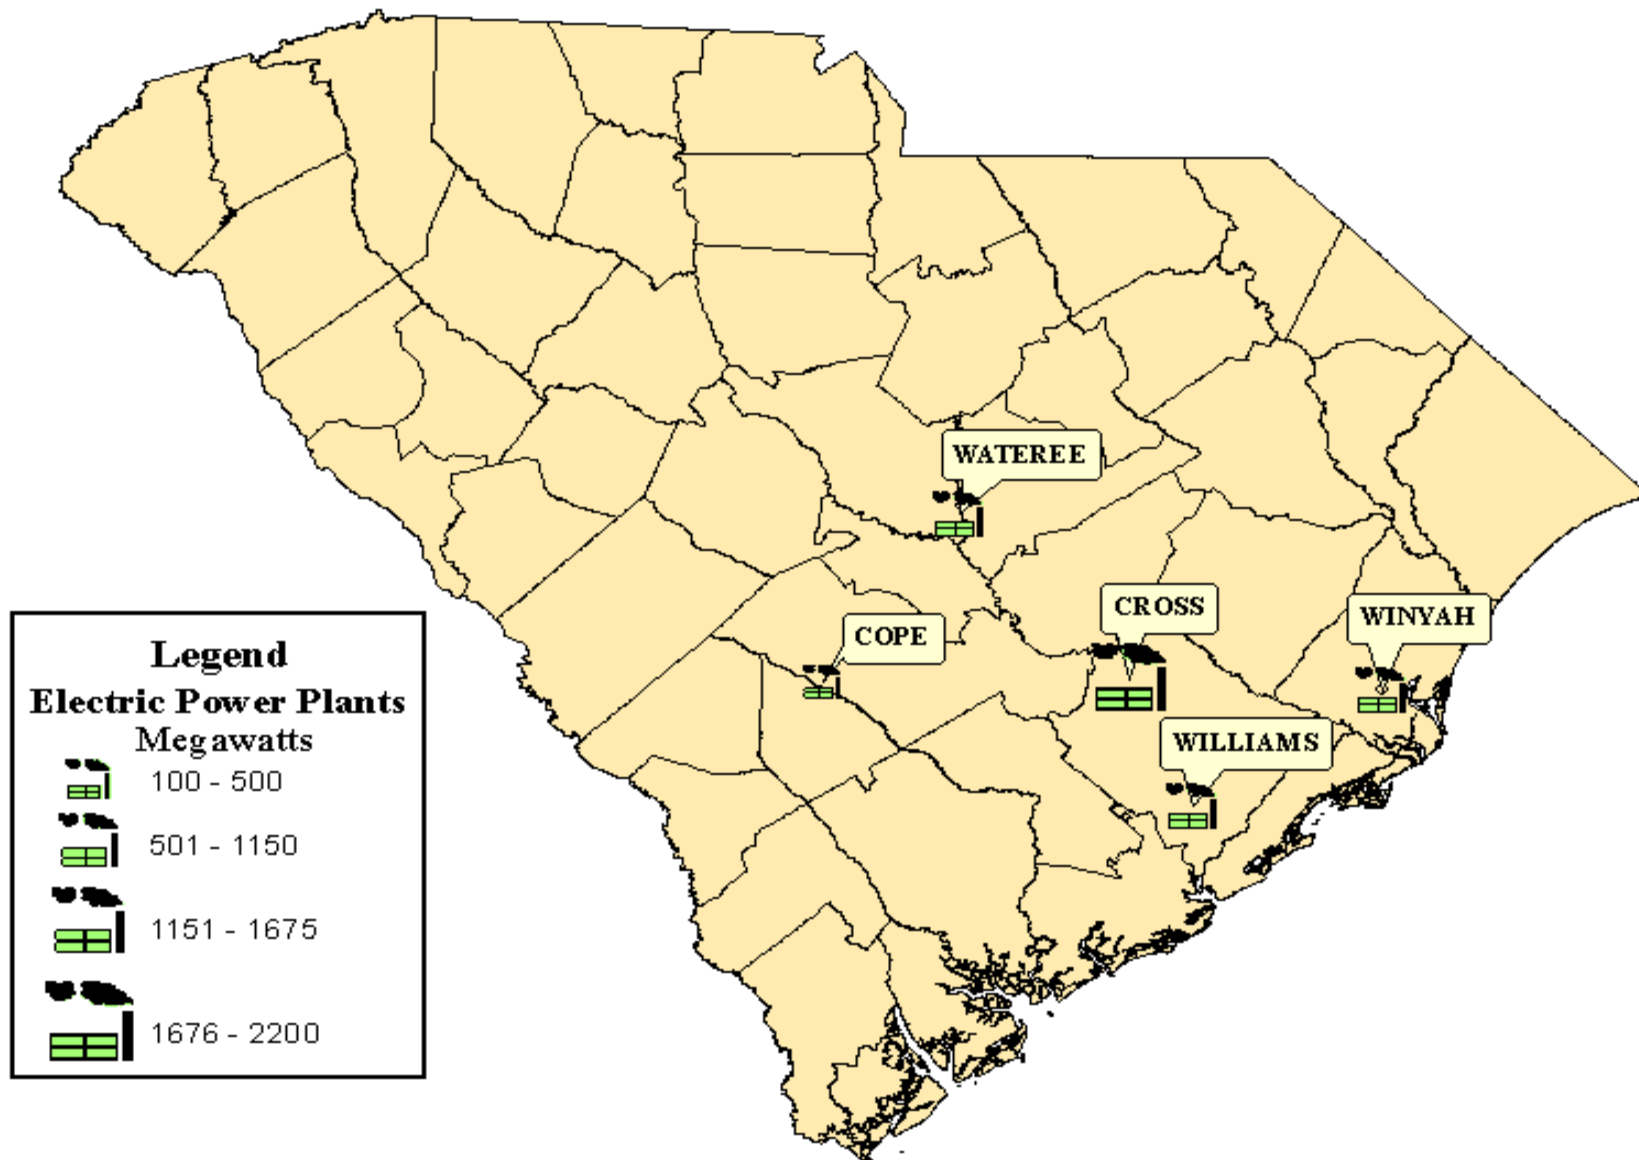 WATEREE
CROSS
WINYAH
COPE
WILLIAMS
Legend
Electric Power Plants
Megawatts
100 - 500
501 - 1150
1151 - 1675
1676 - 2200